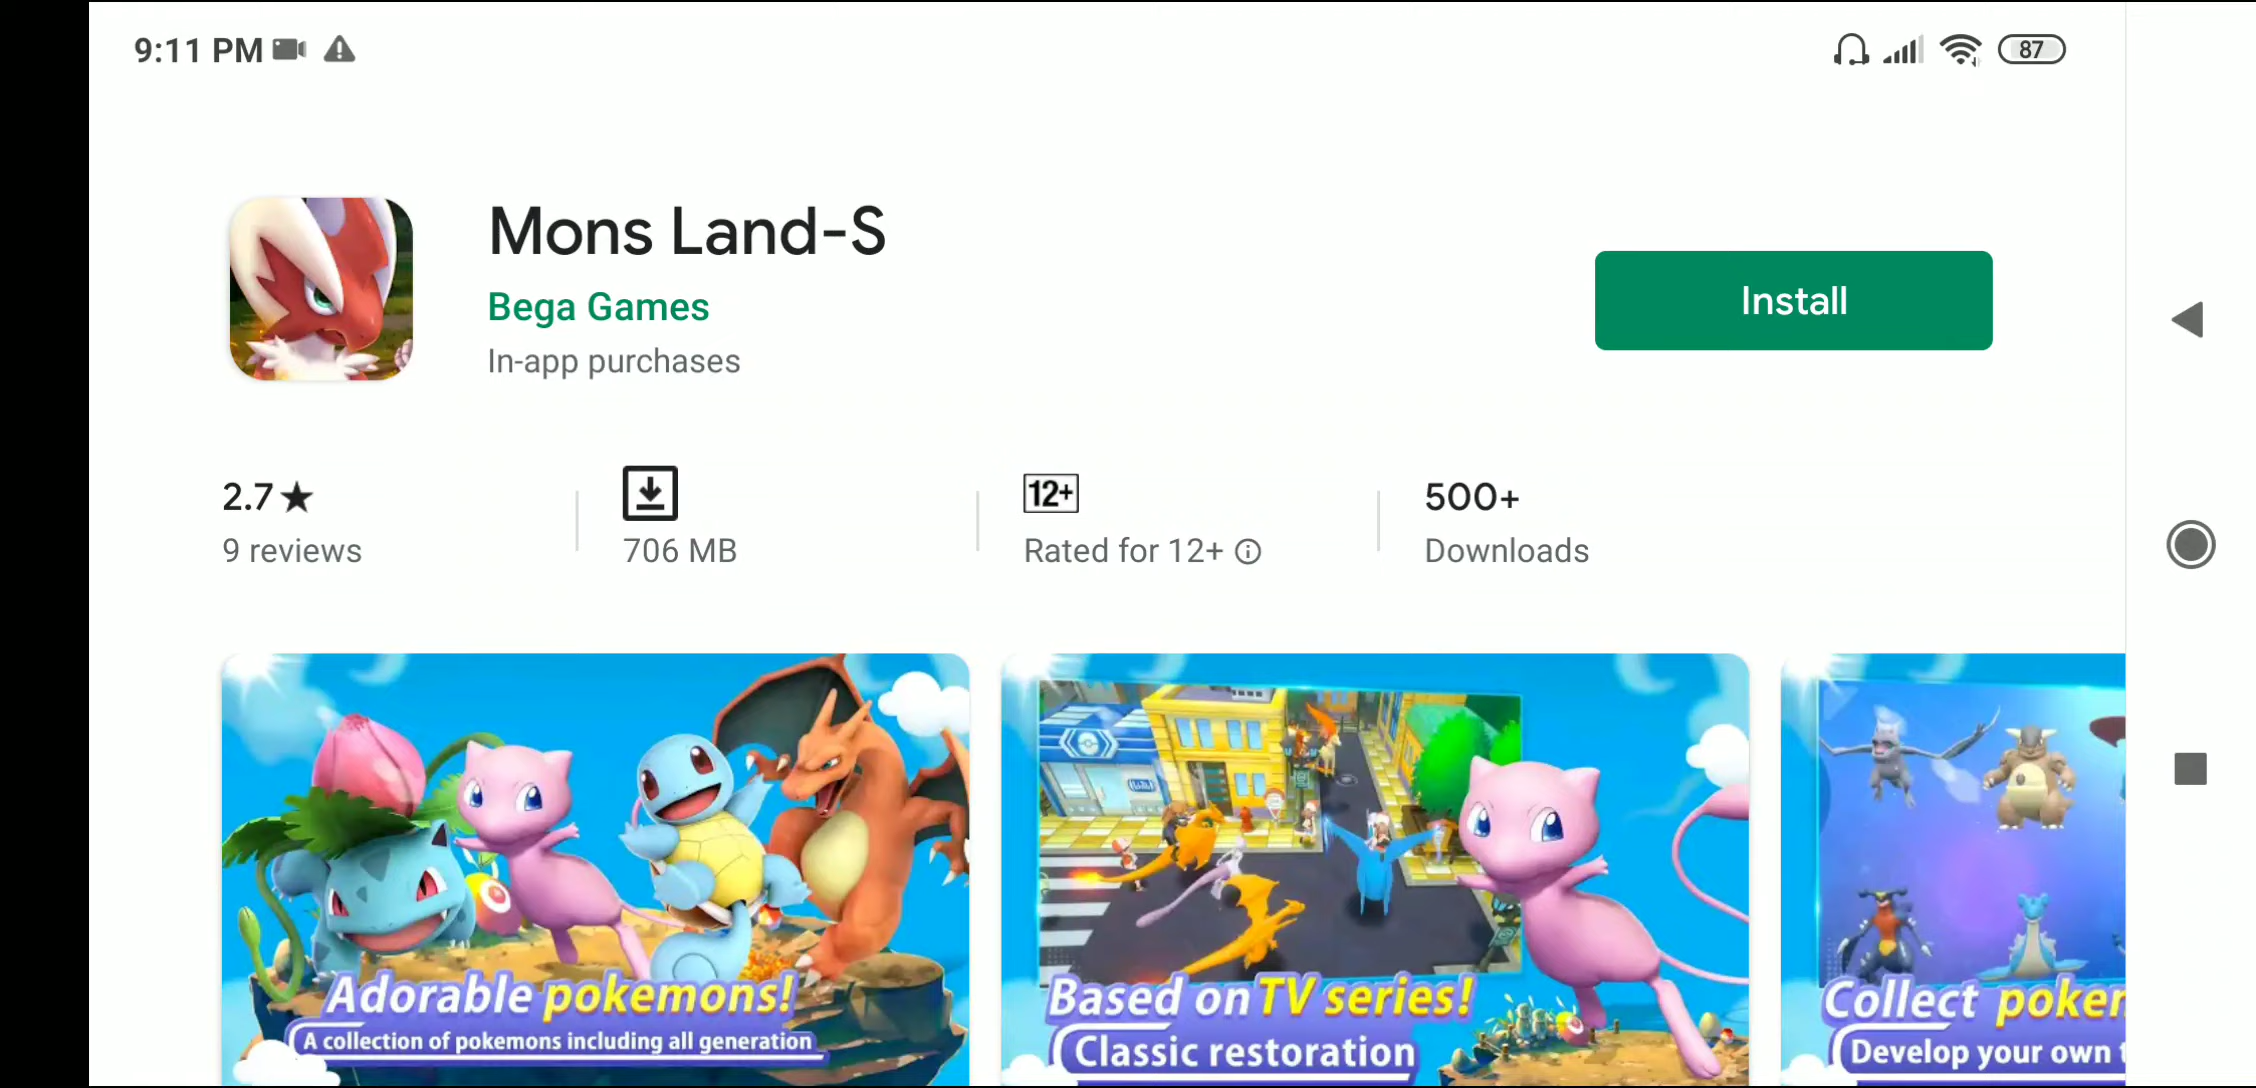 9:11 PM
87
Mons Land-S
Bega Games
In-app purchases
Install
2.7★
9 reviews
706 MB
12+
Rated for 12+
500+
Downloads
Adorable pokemons!
A collection of pokemons including all generation
Based on TV series!
Classic restoration
Collect poke
Develop your own